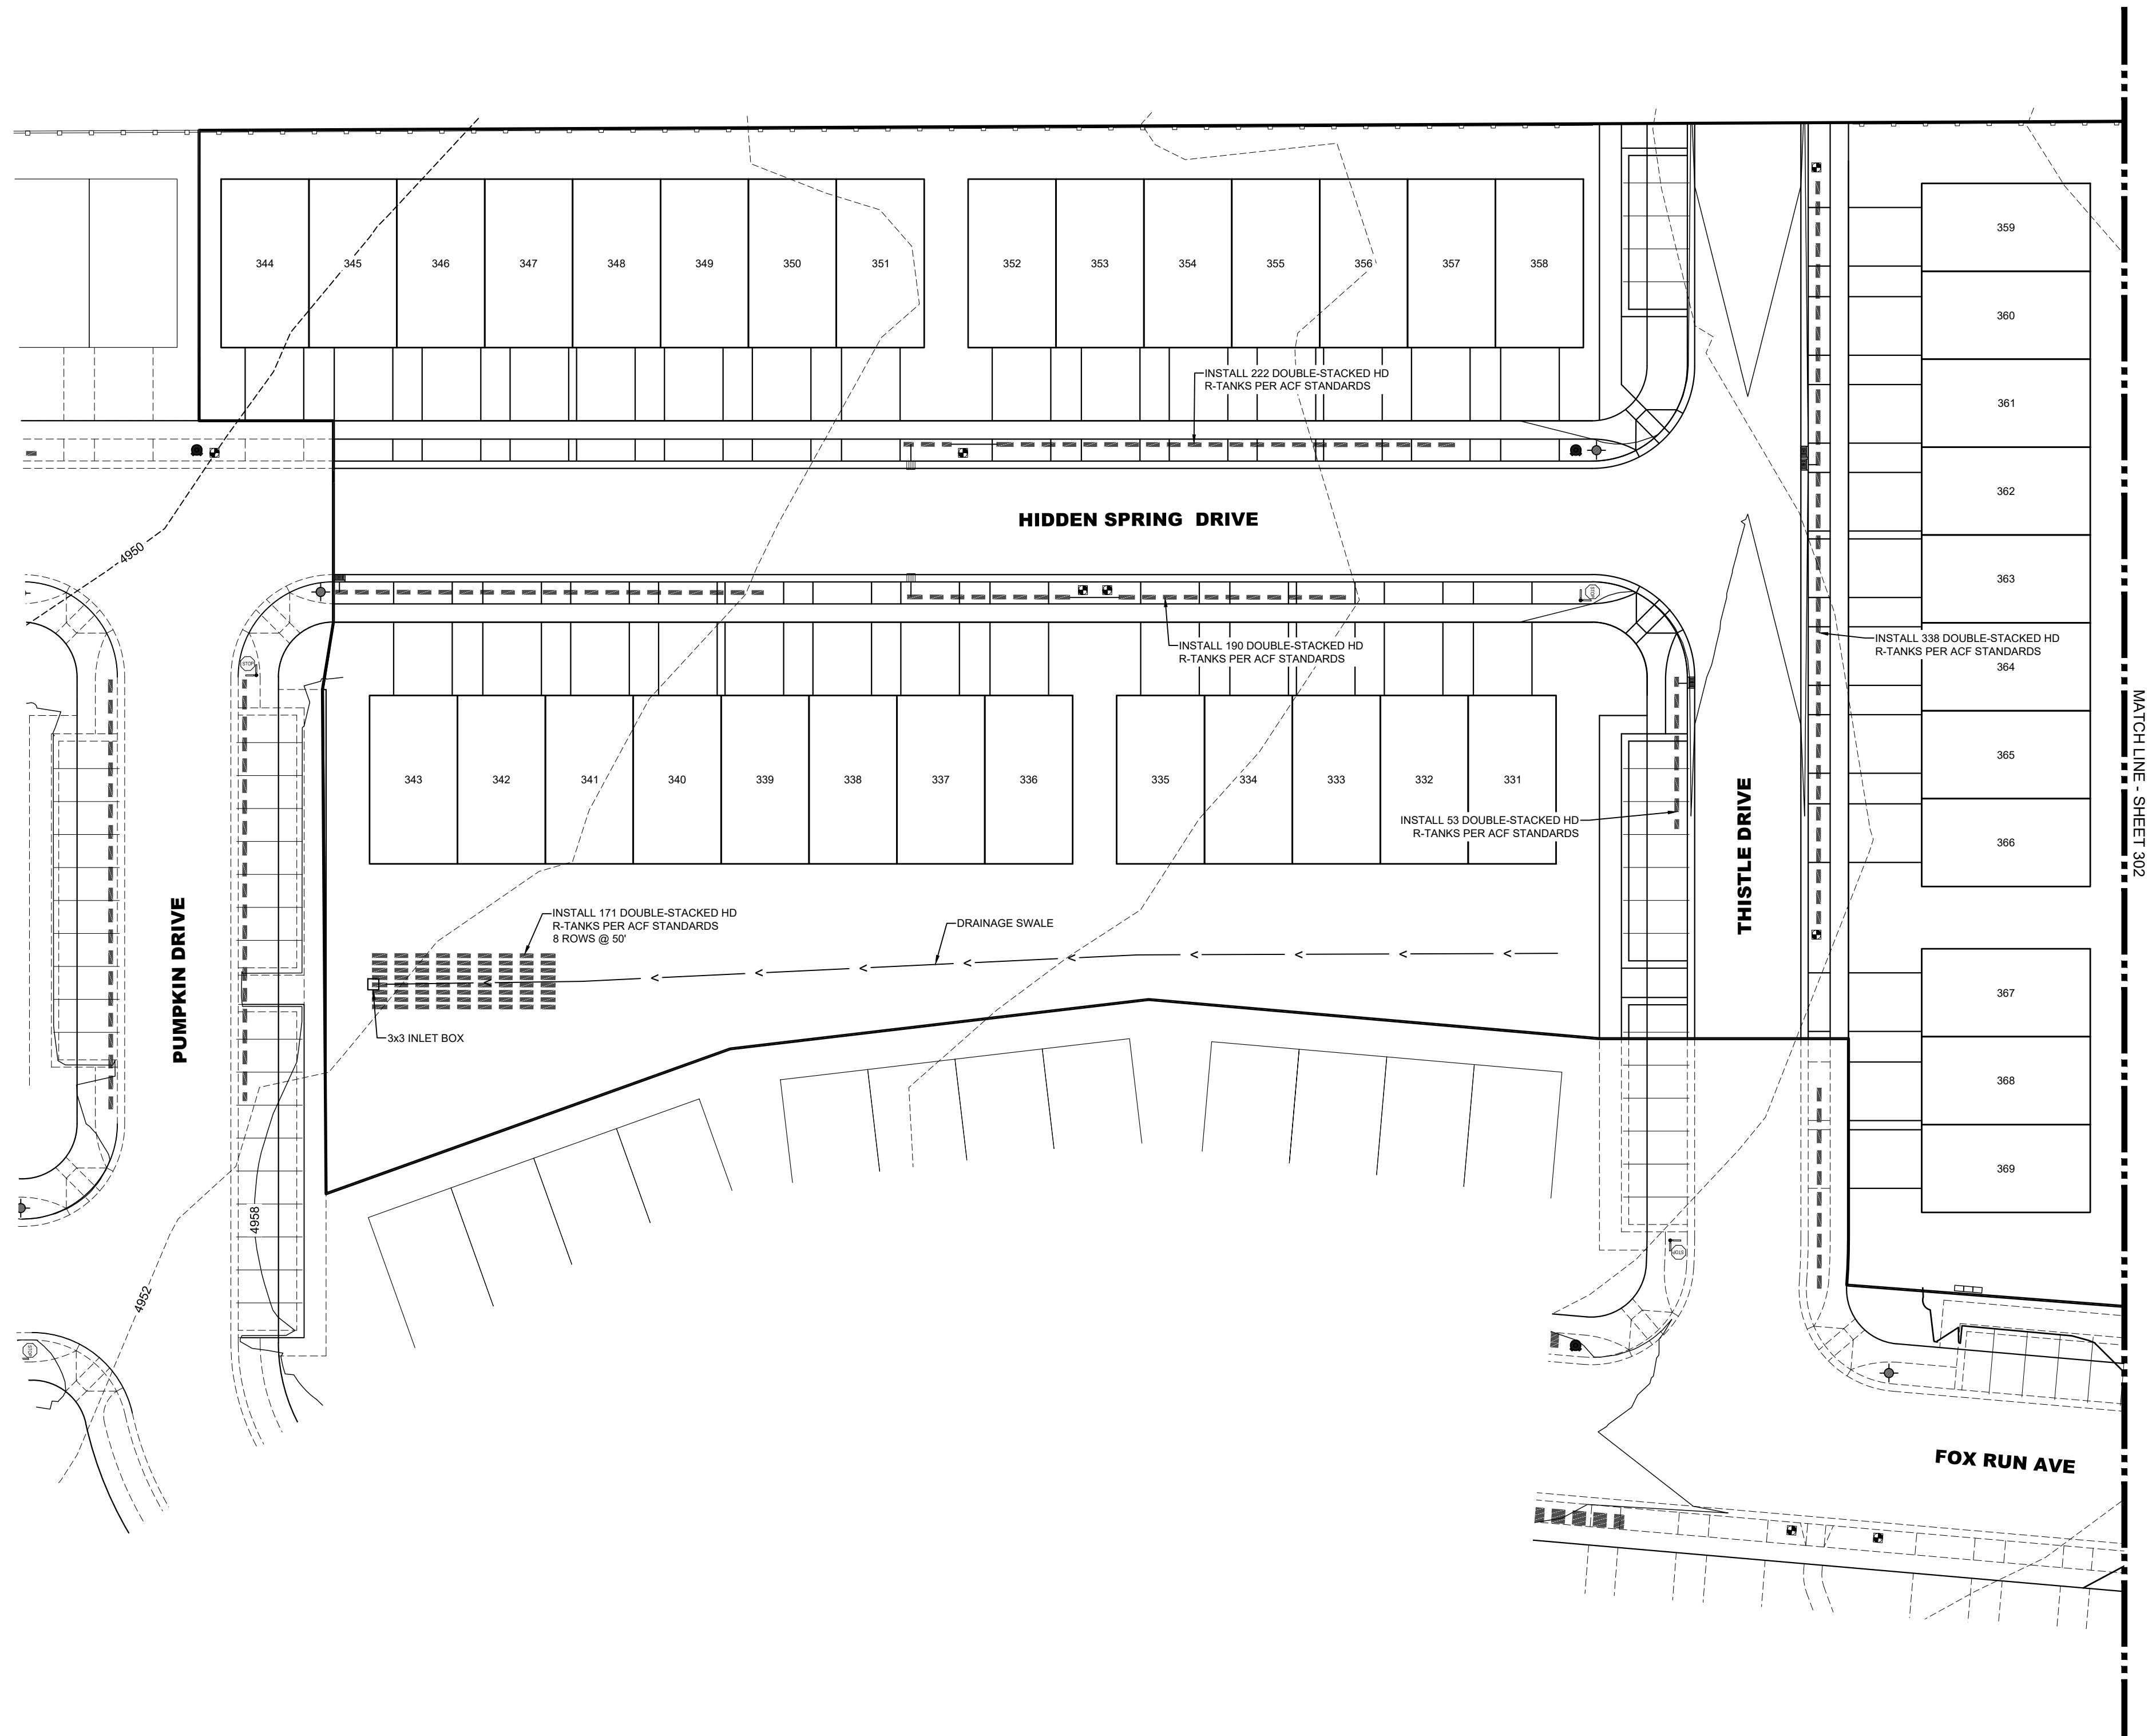 344
345
346
347
348
349
350
351
352
353
354
355
356
357
358
359
360
361
362
363
364
365
366
367
368
369
INSTALL 222 DOUBLE-STACKED HD
R-TANKS PER ACF STANDARDS
HIDDEN SPRING DRIVE
4950
INSTALL 190 DOUBLE-STACKED HD
R-TANKS PER ACF STANDARDS
INSTALL 338 DOUBLE-STACKED HD
R-TANKS PER ACF STANDARDS
STOP
STOP
343
342
341
340
339
338
337
336
335
334
333
332
331
INSTALL 53 DOUBLE-STACKED HD
R-TANKS PER ACF STANDARDS
THISTLE DRIVE
MATCH LINE - SHEET 302
PUMPKIN DRIVE
INSTALL 171 DOUBLE-STACKED HD
R-TANKS PER ACF STANDARDS
8 ROWS @ 50'
DRAINAGE SWALE
3x3 INLET BOX
4958
4952
STOP
STOP
FOX RUN AVE